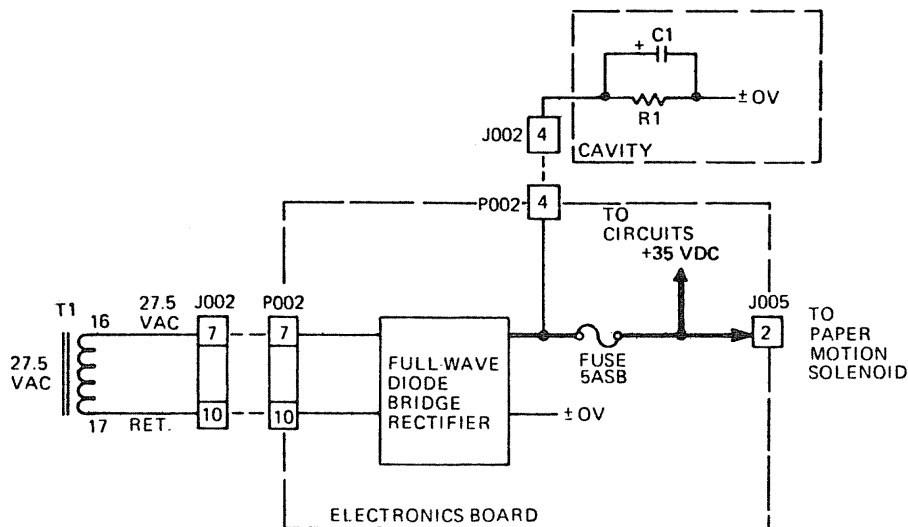 C1
+
±0V
R1
J002 4
CAVITY
P002 4
TO
CIRCUITS
+35 VDC
T1
16
27.5
VAC
J002
P002
7
7
J005
2
TO
PAPER
MOTION
SOLENOID
27.5
VAC
FULL-WAVE
DIODE
BRIDGE
RECTIFIER
FUSE
5ASB
±0V
17
RET.
10
10
ELECTRONICS BOARD